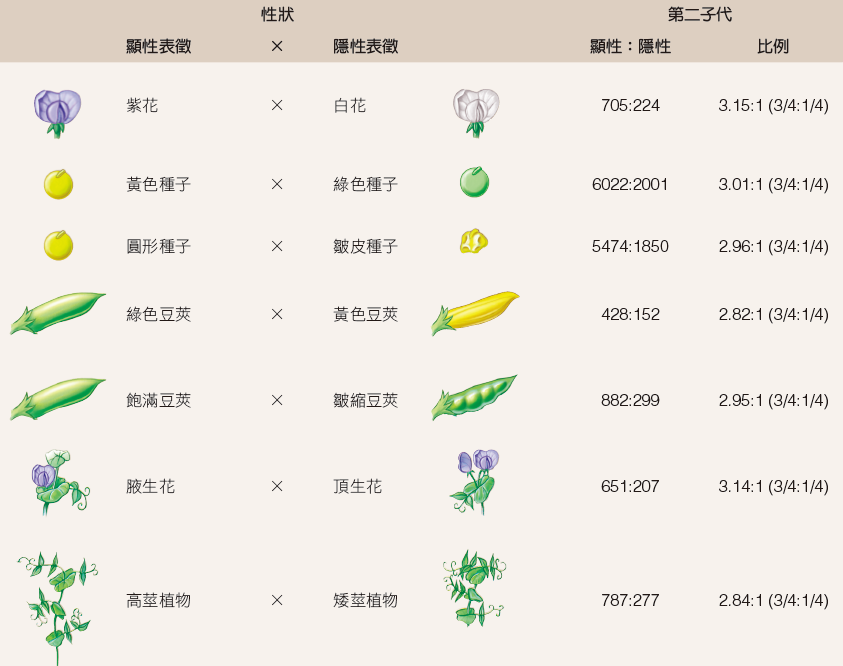 性狀 第二子代
顯性表徵 × 隱性表徵 顯性：隱性 比例
紫花 × 白花 705:224 3.15:1 (3/4:1/4)
黃色種子 × 綠色種子 6022:2001 3.01:1 (3/4:1/4)
圓形種子 × 皺皮種子 5474:1850 2.96:1 (3/4:1/4)
綠色豆莢 × 黃色豆莢 428:152 2.82:1 (3/4:1/4)
飽滿豆莢 × 皺縮豆莢 882:299 2.95:1 (3/4:1/4)
腋生花 × 頂生花 651:207 3.14:1 (3/4:1/4)
高莖植物 × 矮莖植物 787:277 2.84:1 (3/4:1/4)